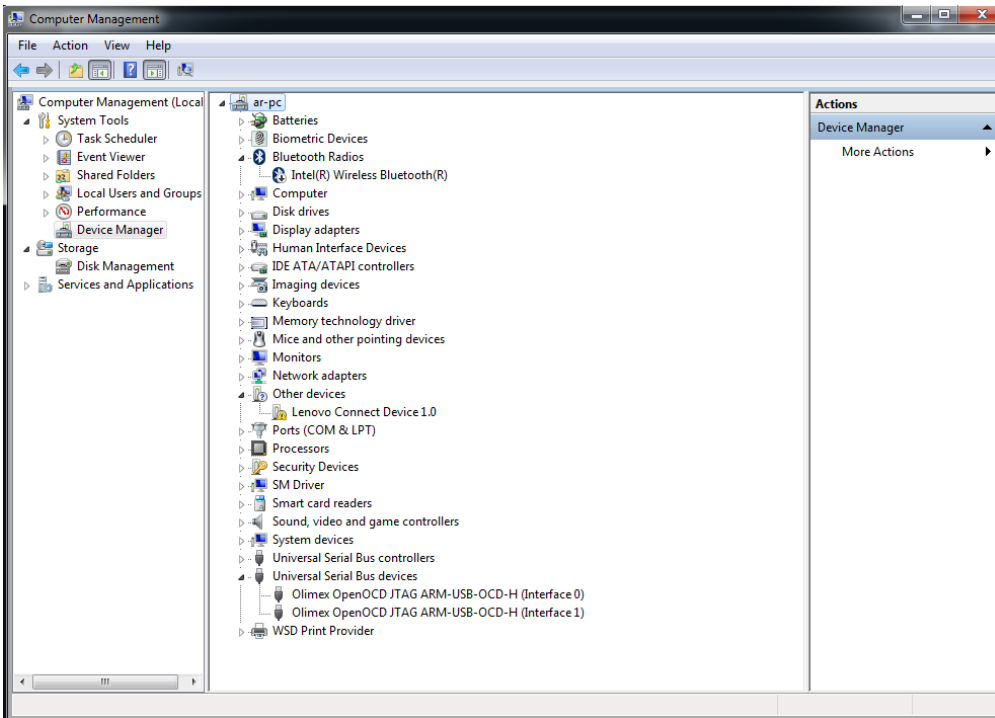 Computer Management
File Action View Help
Computer Management (Local
System Tools
Task Scheduler
Event Viewer
Shared Folders
Local Users and Groups
Performance
Device Manager
Storage
Disk Management
Services and Applications
ar-pc
Batteries
Biometric Devices
Bluetooth Radios
Intel(R) Wireless Bluetooth(R)
Computer
Disk drives
Display adapters
Human Interface Devices
IDE ATA/ATAPI controllers
Imaging devices
Keyboards
Memory technology driver
Mice and other pointing devices
Monitors
Network adapters
Other devices
Lenovo Connect Device 1.0
Ports (COM & LPT)
Processors
Security Devices
SM Driver
Smart card readers
Sound, video and game controllers
System devices
Universal Serial Bus controllers
Universal Serial Bus devices
Olimex OpenOCD JTAG ARM-USB-OCD-H (Interface 0)
Olimex OpenOCD JTAG ARM-USB-OCD-H (Interface 1)
WSD Print Provider
Actions
Device Manager
More Actions